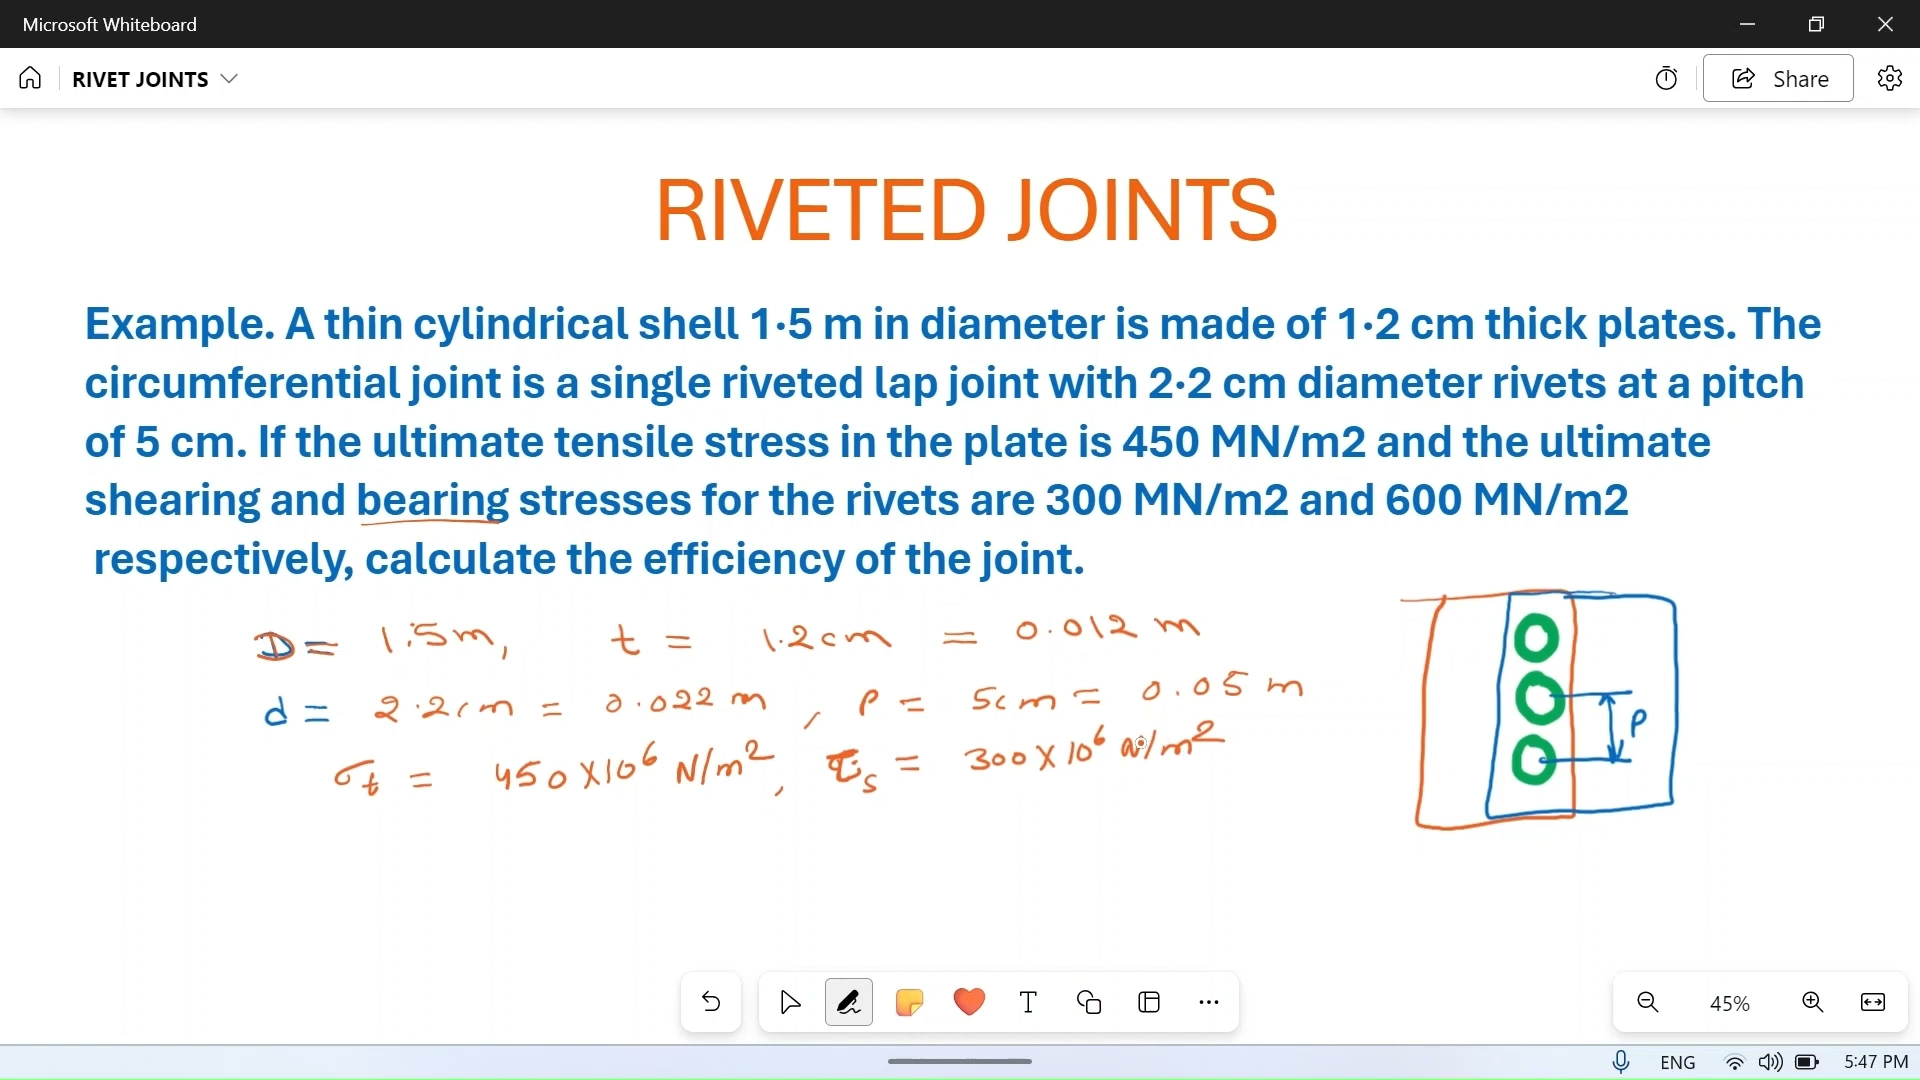 Microsoft Whiteboard
RIVET JOINTS
Share
RIVETED JOINTS
Example. A thin cylindrical shell 1·5 m in diameter is made of 1·2 cm thick plates. The
circumferential joint is a single riveted lap joint with 2·2 cm diameter rivets at a pitch
of 5 cm. If the ultimate tensile stress in the plate is 450 MN/m2 and the ultimate
shearing and bearing stresses for the rivets are 300 MN/m2 and 600 MN/m2
respectively, calculate the efficiency of the joint.
D = 1.5m, t = 1.2cm = 0.012 m
d = 2.2cm = 0.022 m, P = 5cm = 0.05 m
σt = 450X10⁶ N/m², τs = 300X10⁶ N/m²
P
45%
ENG
5:47 PM